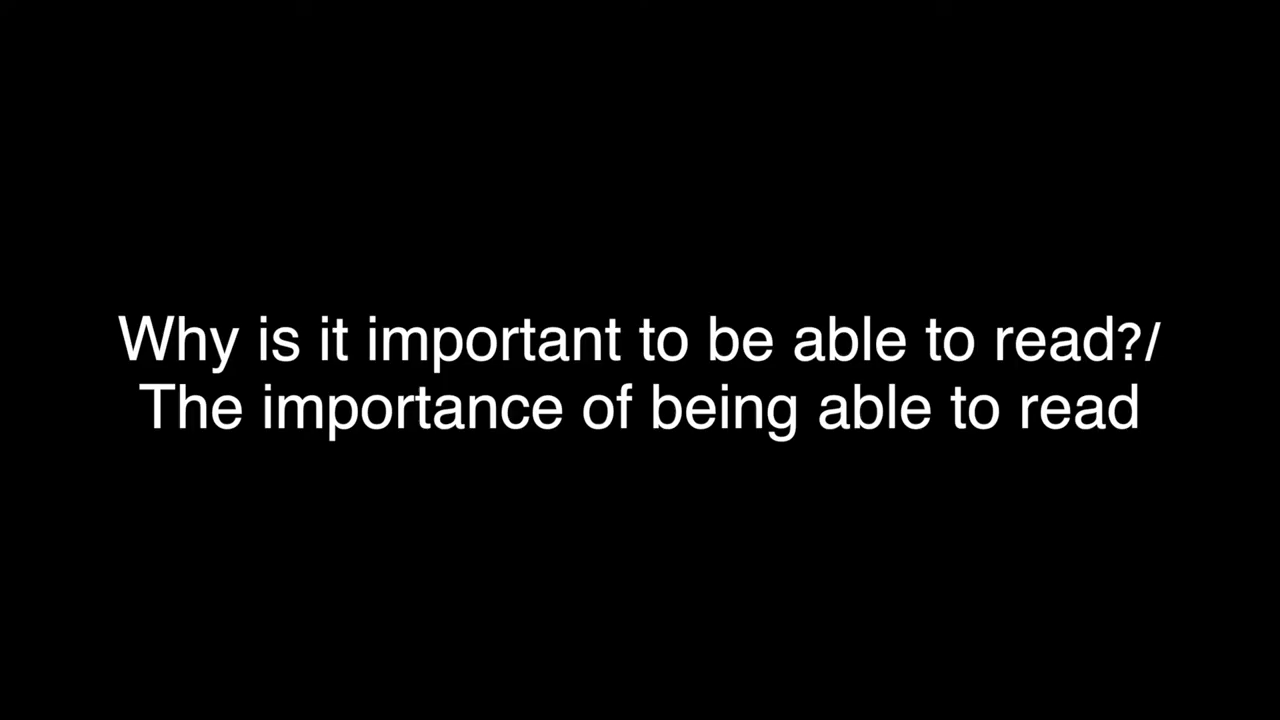 Why is it important to be able to read?/
The importance of being able to read